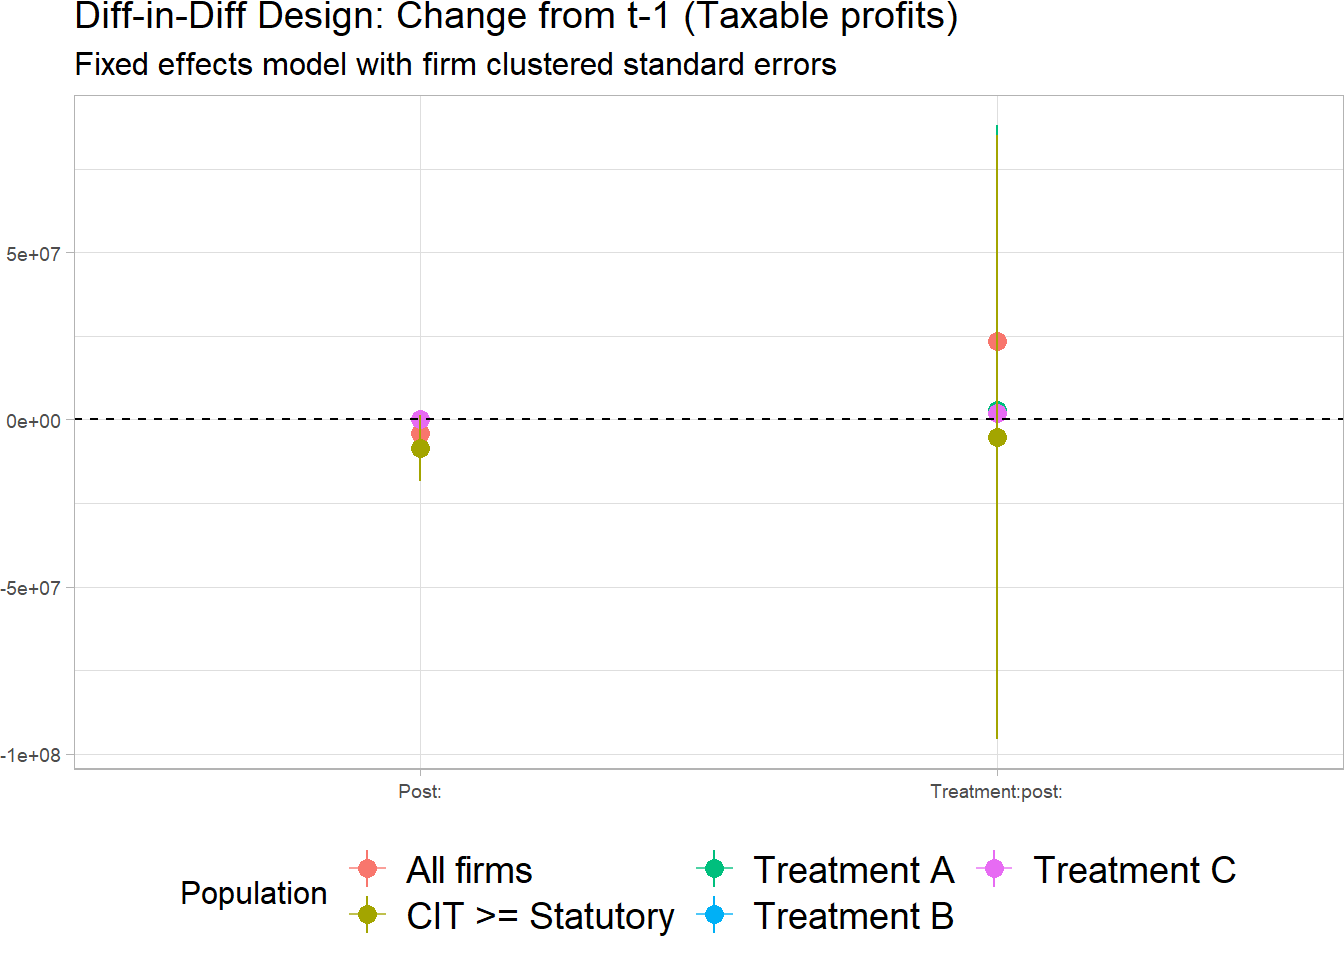 Diff-in-Diff Design: Change from t-1 (Taxable profits)
Fixed effects model with firm clustered standard errors
5e+07
0e+00
-5e+07
-1e+08
Post:
Treatment:post:
Population
All firms
CIT >= Statutory
Treatment A
Treatment B
Treatment C